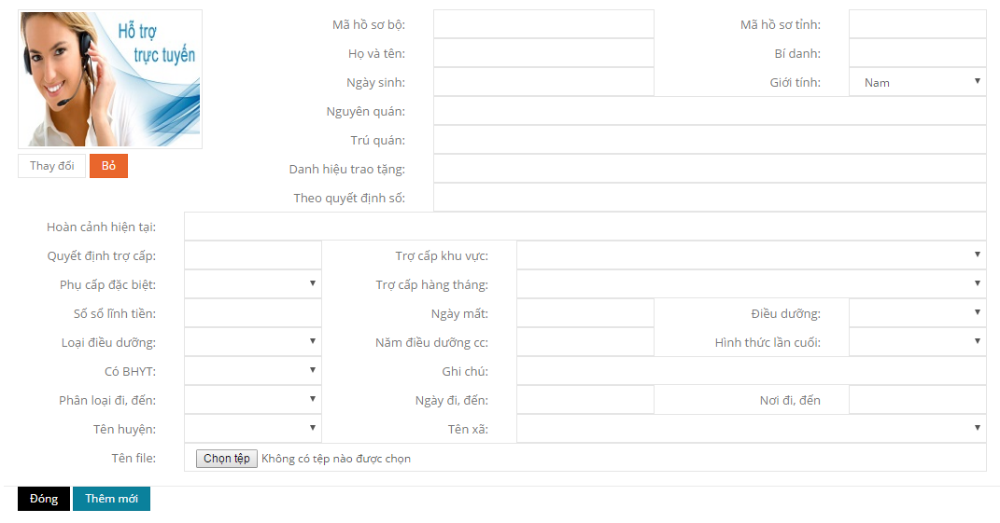 Hỗ trợ
trực tuyến
Thay đổi Bỏ
Mã hồ sơ bộ: Mã hồ sơ tỉnh:
Họ và tên: Bí danh:
Ngày sinh: Giới tính: Nam
Nguyên quán:
Trú quán:
Danh hiệu trao tặng:
Theo quyết định số:
Hoàn cảnh hiện tại:
Quyết định trợ cấp: Trợ cấp khu vực:
Phụ cấp đặc biệt: Trợ cấp hàng tháng:
Số sổ lĩnh tiền: Ngày mất: Điều dưỡng:
Loại điều dưỡng: Năm điều dưỡng cc: Hình thức lần cuối:
Có BHYT: Ghi chú:
Phân loại đi, đến: Ngày đi, đến: Nơi đi, đến
Tên huyện: Tên xã:
Tên file: Chọn tệp Không có tệp nào được chọn
Đóng Thêm mới